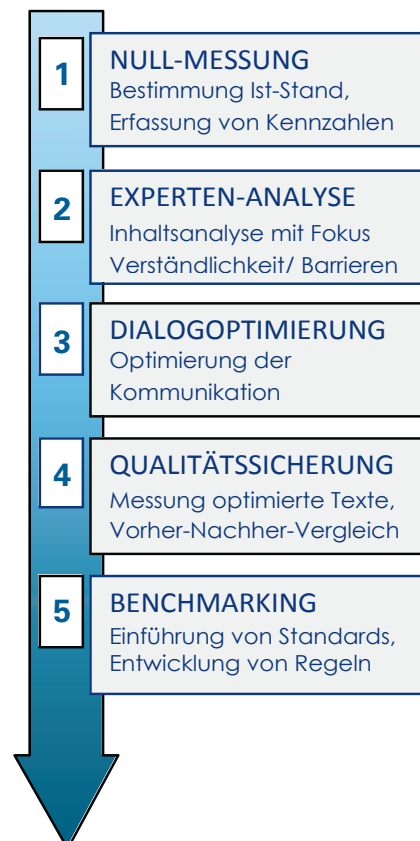 1
NULL-MESSUNG
Bestimmung Ist-Stand,
Erfassung von Kennzahlen
2
EXPERTEN-ANALYSE
Inhaltsanalyse mit Fokus
Verständlichkeit/ Barrieren
3
DIALOGOPTIMIERUNG
Optimierung der
Kommunikation
4
QUALITÄTSSICHERUNG
Messung optimierte Texte,
Vorher-Nachher-Vergleich
5
BENCHMARKING
Einführung von Standards,
Entwicklung von Regeln